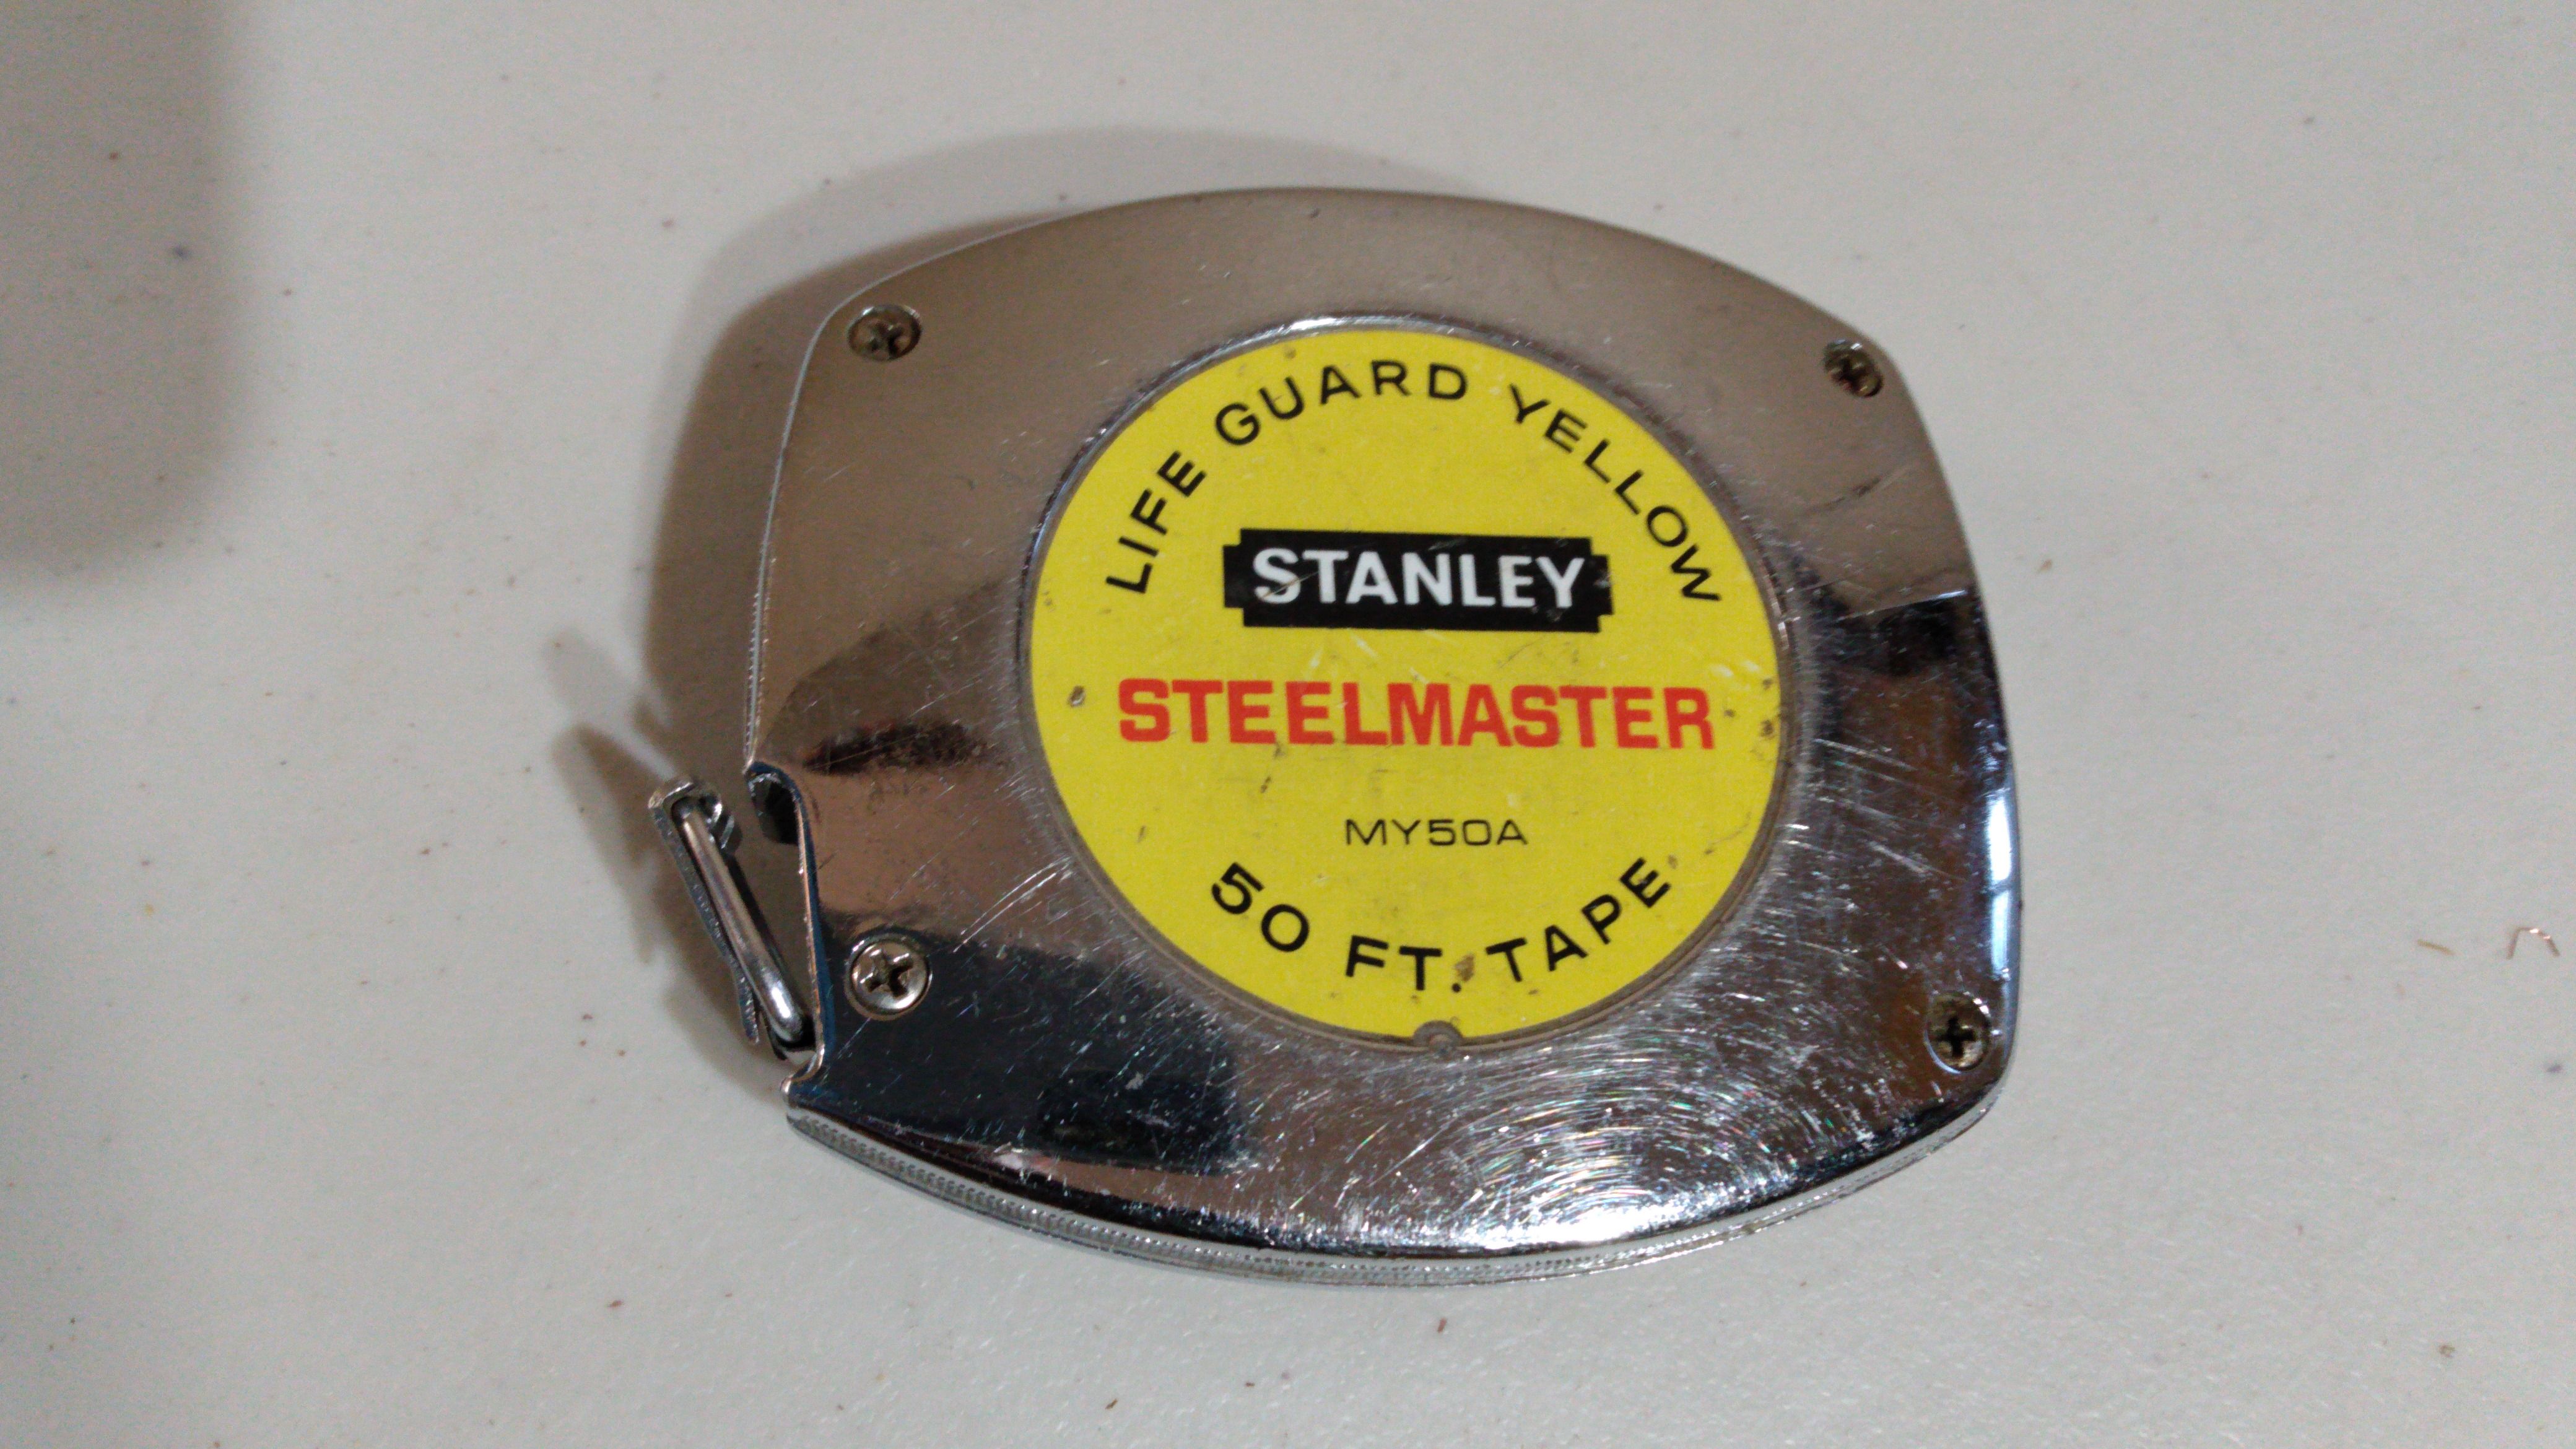 LIFE GUARD YELLOW
STANLEY
STEELMASTER
MY50A
50 FT. TAPE